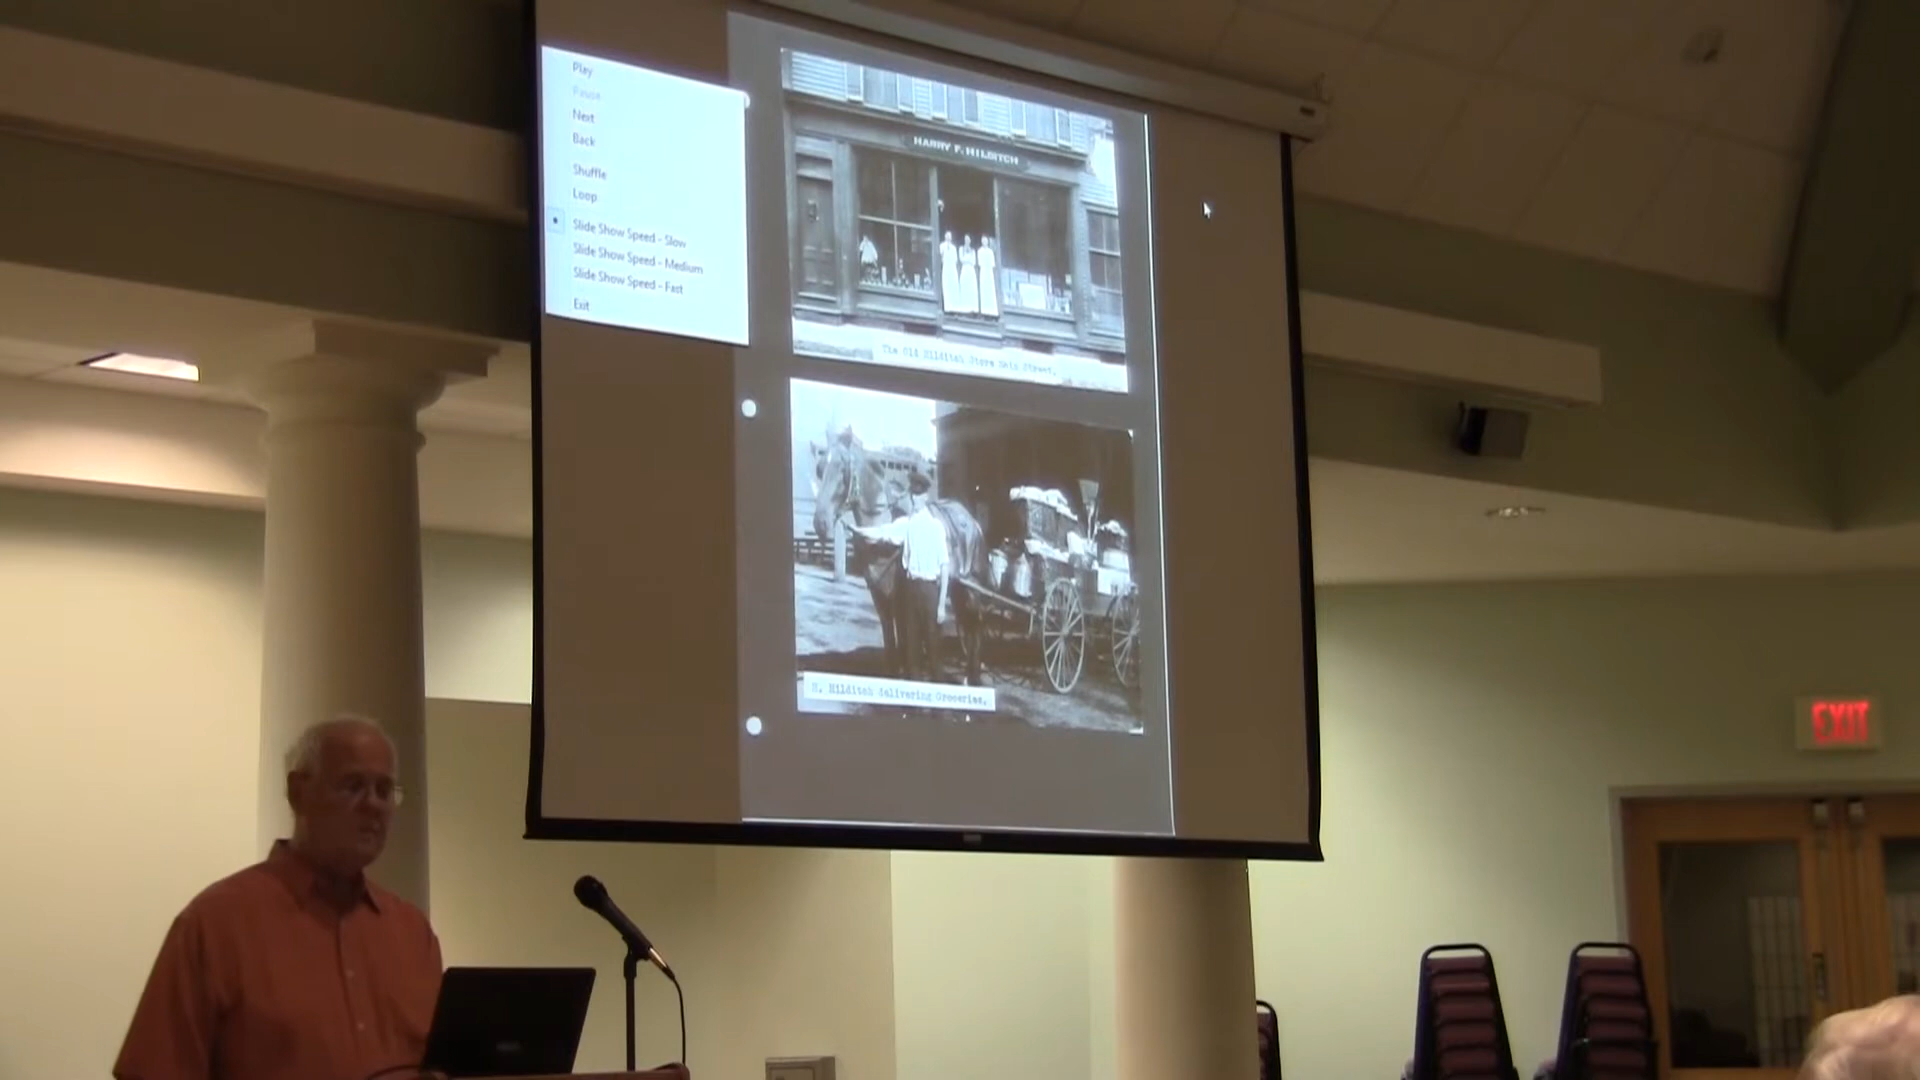 Play
Pause
Next
Back
Shuffle
Loop
Slide Show Speed - Slow
Slide Show Speed - Medium
Slide Show Speed - Fast
Exit
HARRY F. HILDITCH
The Old Hilditch Store Main Street.
H. Hilditch delivering Groceries.
EXIT